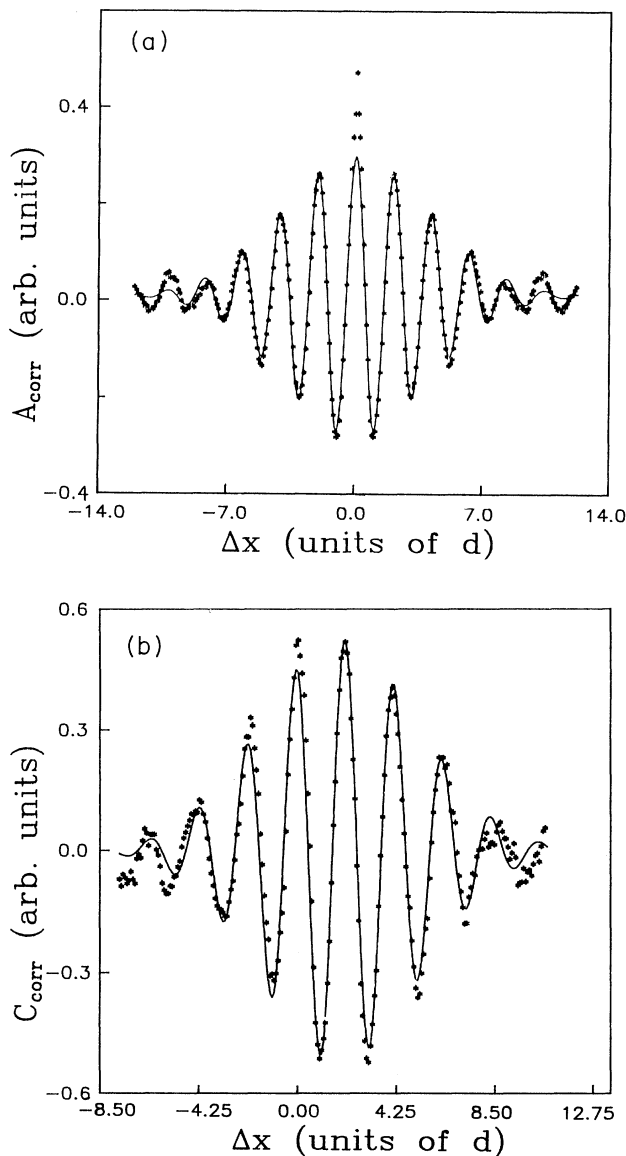 (a)
0.4
0.0
−0.4
A_corr (arb. units)
−14.0 −7.0 0.0 7.0 14.0
Δx (units of d)
(b)
0.6
0.3
0.0
−0.3
−0.6
C_corr (arb. units)
−8.50 −4.25 0.00 4.25 8.50 12.75
Δx (units of d)